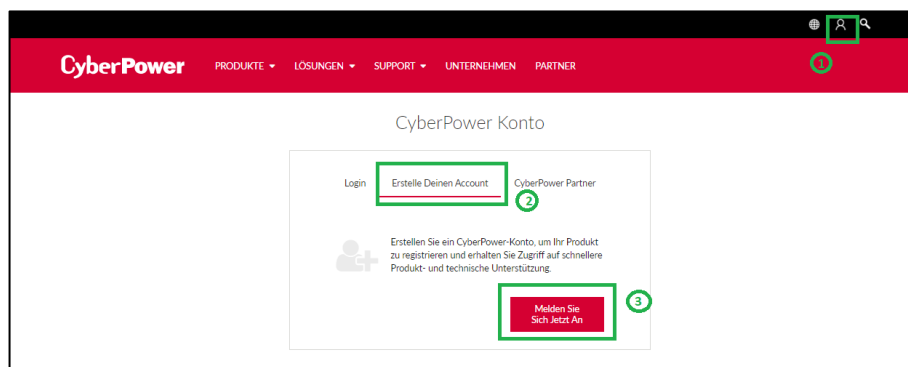 1
CyberPower
PRODUKTE LÖSUNGEN SUPPORT UNTERNEHMEN PARTNER
CyberPower Konto
Login Erstelle Deinen Account CyberPower Partner
2
Erstellen Sie ein CyberPower-Konto, um Ihr Produkt
zu registrieren und erhalten Sie Zugriff auf schnellere
Produkt- und technische Unterstützung.
3
Melden Sie
Sich Jetzt An